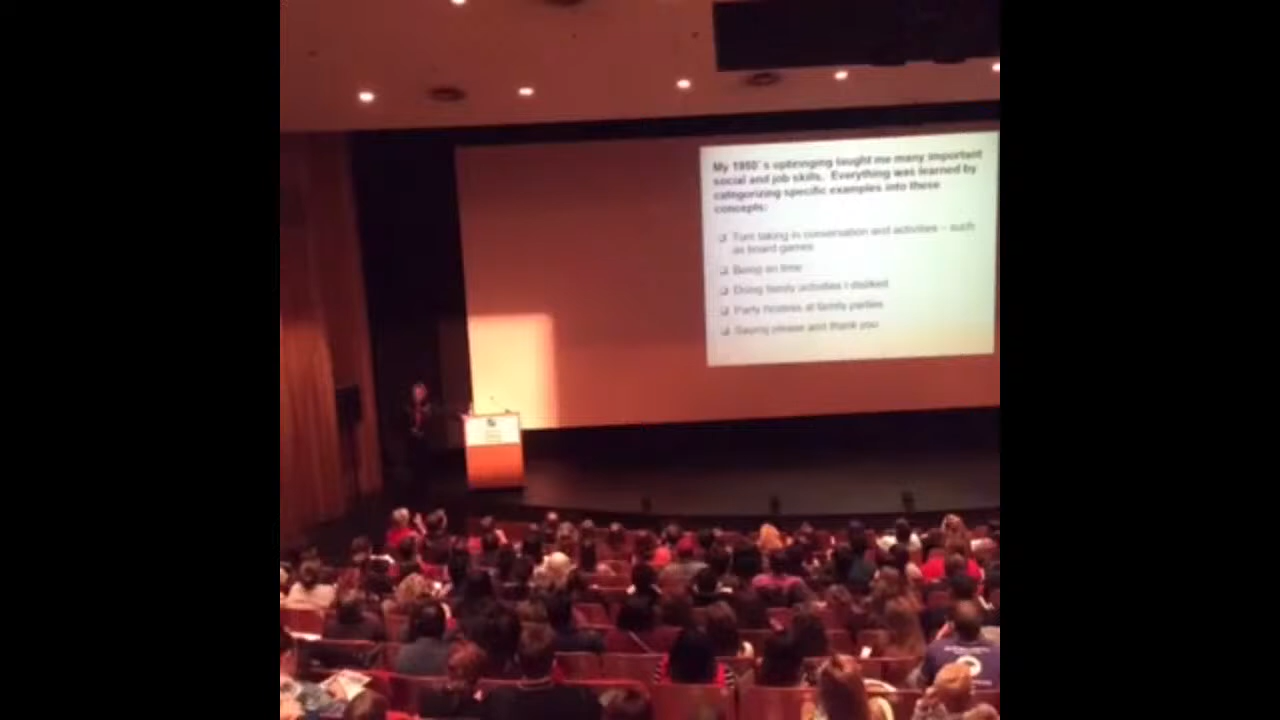 My 1950's upbringing taught me many important
social and job skills. Everything was learned by
categorizing specific examples into these
concepts:
❑ Turn taking in conversation and activities – such
as board games
❑ Being on time
❑ Doing family activities I disliked
❑ Party hostess at family parties
❑ Saying please and thank you